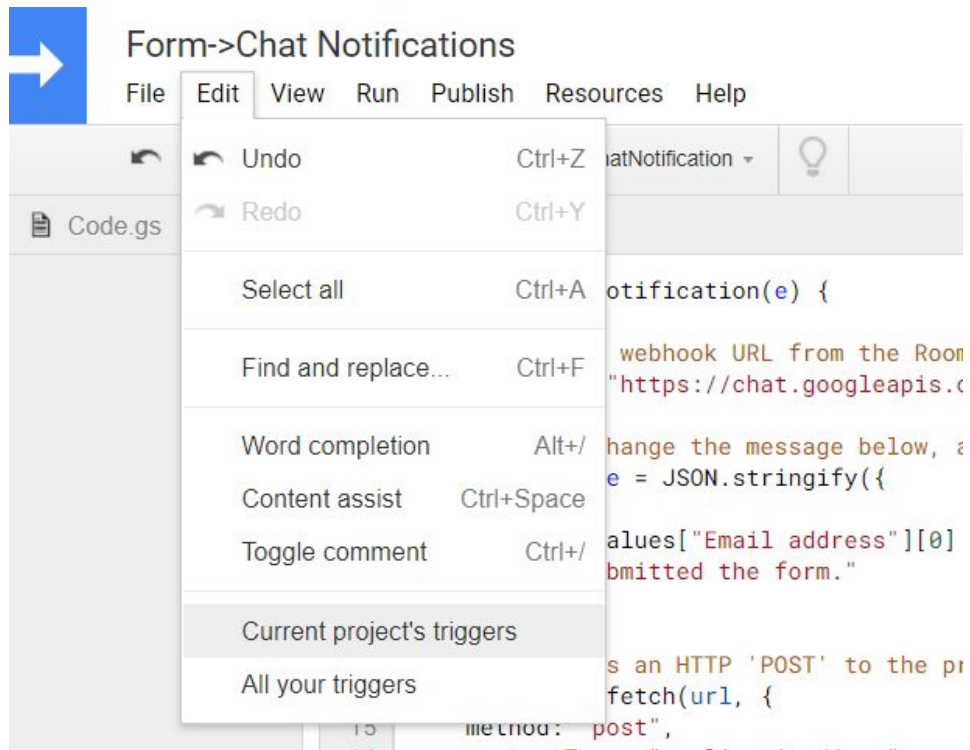 Form->Chat Notifications
File Edit View Run Publish Resources Help
Undo Ctrl+Z
Redo Ctrl+Y
Select all Ctrl+A
Find and replace... Ctrl+F
Word completion Alt+/
Content assist Ctrl+Space
Toggle comment Ctrl+/
Current project's triggers
All your triggers
atNotification
Code.gs
otification(e) {
webhook URL from the Room
"https://chat.googleapis.
hange the message below,
e = JSON.stringify({
alues["Email address"][0]
bmitted the form."
s an HTTP 'POST' to the pr
fetch(url, {
15 method: "post",